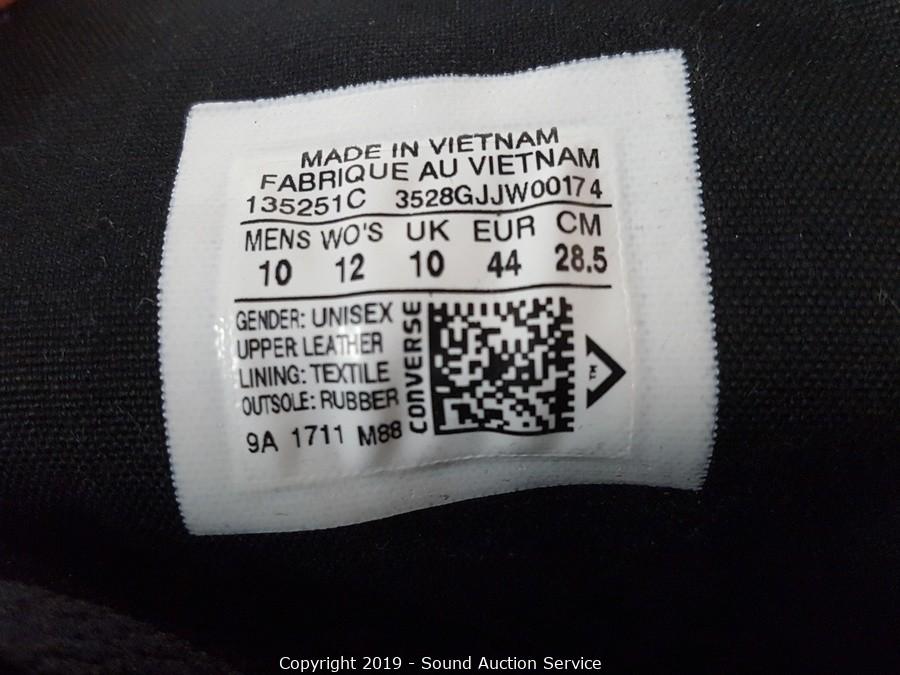 MADE IN VIETNAM
FABRIQUE AU VIETNAM
135251C 3528GJJW00174
MENS WO'S UK EUR CM
10 12 10 44 28.5
GENDER: UNISEX
UPPER LEATHER
LINING: TEXTILE
OUTSOLE: RUBBER
9A 1711 M88
CONVERSE
TM
Copyright 2019 - Sound Auction Service